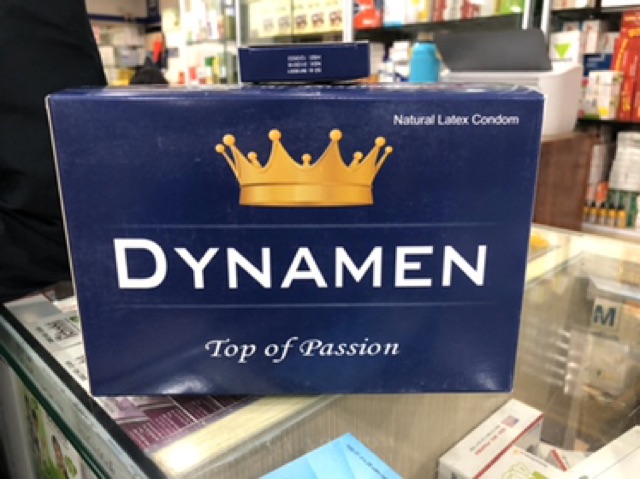 Natural Latex Condom
DYNAMEN
Top of Passion
M